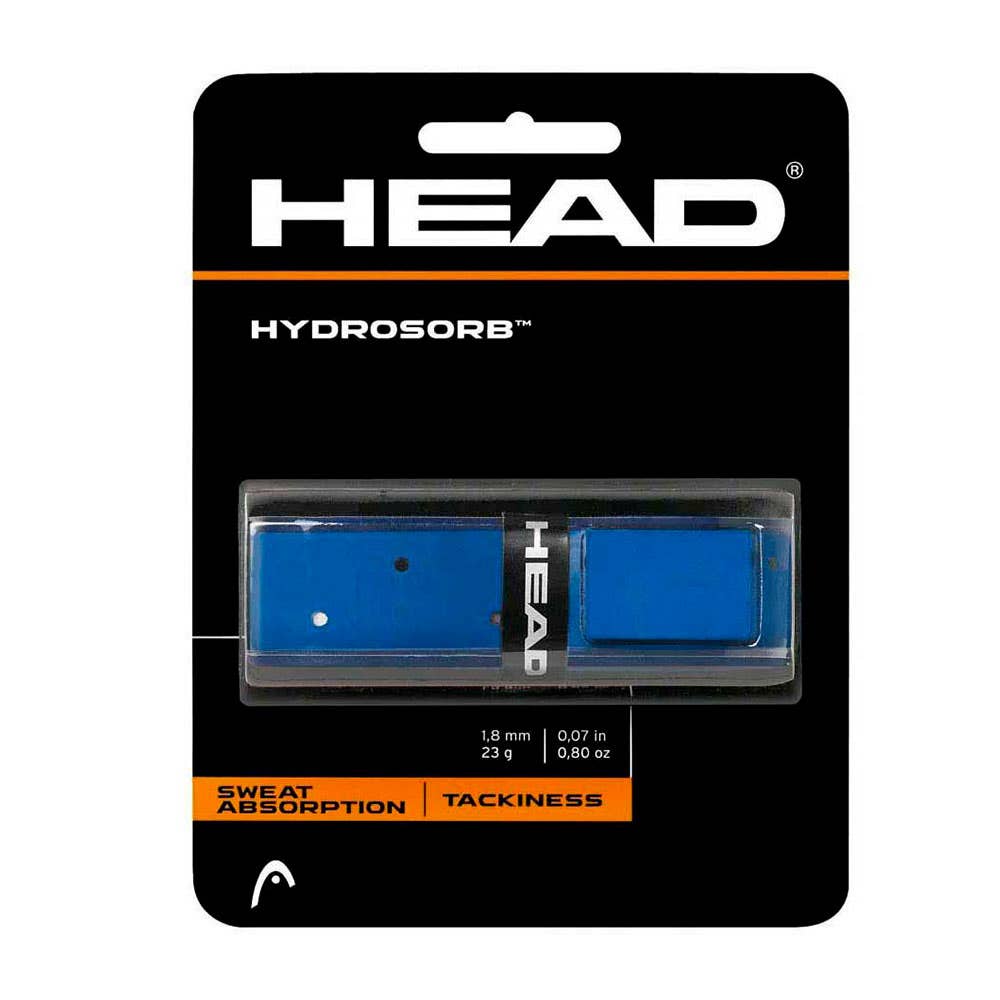 HEAD®
HYDROSORB™
HEAD
1,8 mm | 0,07 in
23 g | 0,80 oz
SWEAT
ABSORPTION | TACKINESS